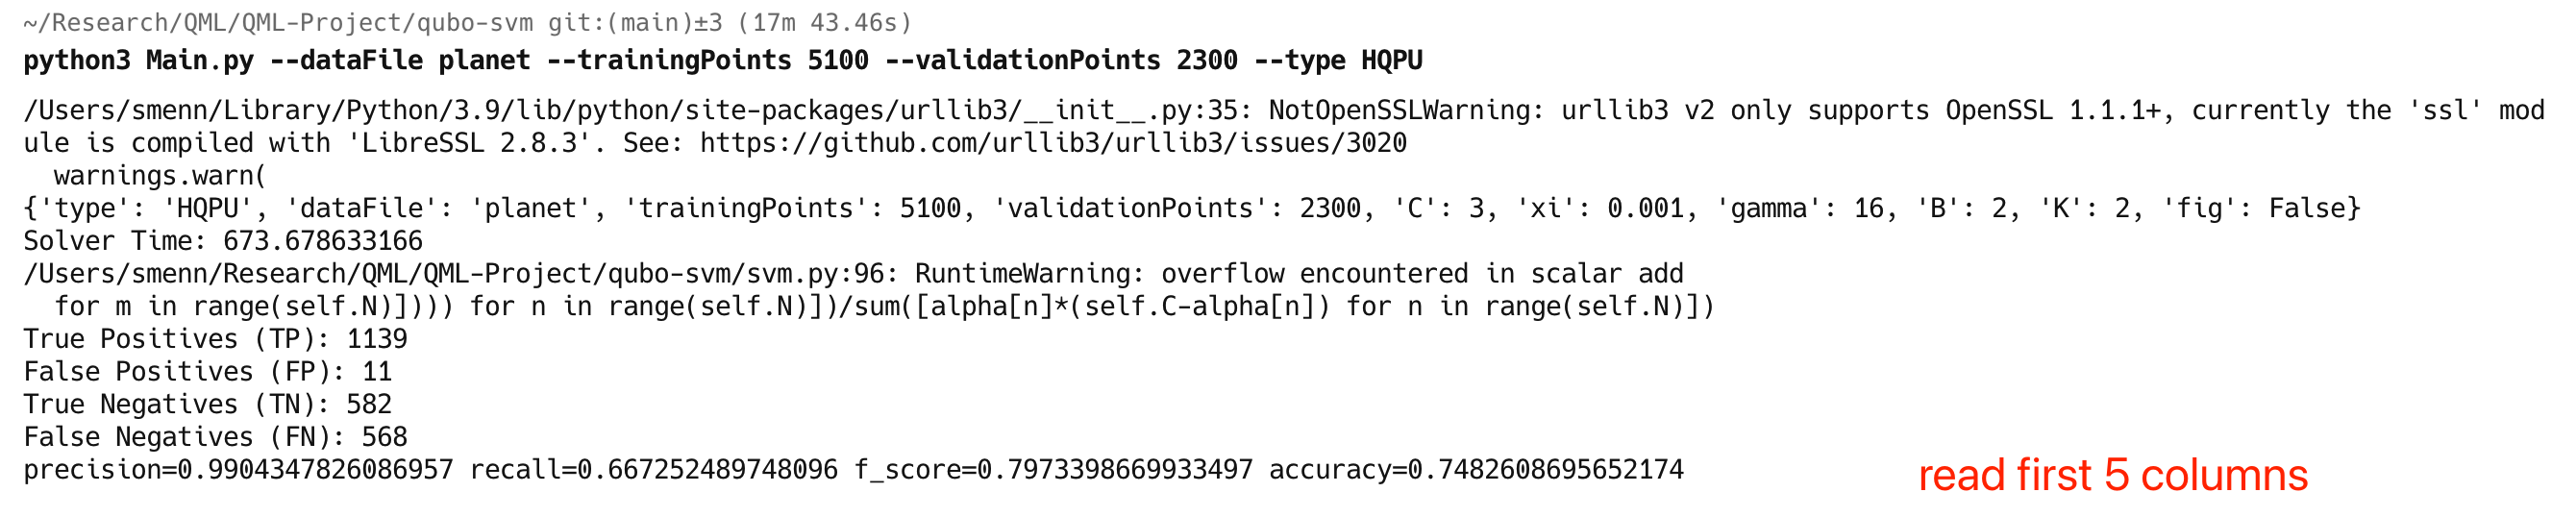 ~/Research/QML/QML-Project/qubo-svm git:(main)±3 (17m 43.46s)
python3 Main.py --dataFile planet --trainingPoints 5100 --validationPoints 2300 --type HQPU
/Users/smenn/Library/Python/3.9/lib/python/site-packages/urllib3/__init__.py:35: NotOpenSSLWarning: urllib3 v2 only supports OpenSSL 1.1.1+, currently the 'ssl' mod
ule is compiled with 'LibreSSL 2.8.3'. See: https://github.com/urllib3/urllib3/issues/3020
  warnings.warn(
{'type': 'HQPU', 'dataFile': 'planet', 'trainingPoints': 5100, 'validationPoints': 2300, 'C': 3, 'xi': 0.001, 'gamma': 16, 'B': 2, 'K': 2, 'fig': False}
Solver Time: 673.678633166
/Users/smenn/Research/QML/QML-Project/qubo-svm/svm.py:96: RuntimeWarning: overflow encountered in scalar add
  for m in range(self.N)]))) for n in range(self.N)])/sum([alpha[n]*(self.C-alpha[n]) for n in range(self.N)])
True Positives (TP): 1139
False Positives (FP): 11
True Negatives (TN): 582
False Negatives (FN): 568
precision=0.9904347826086957 recall=0.667252489748096 f_score=0.7973398669933497 accuracy=0.7482608695652174
read first 5 columns